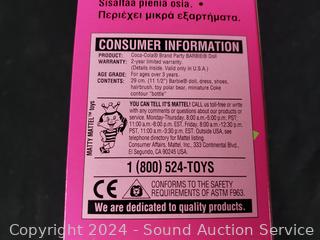 Sisältää pieniä osia.
• Περιέχει μικρά εξαρτήματα.
CONSUMER INFORMATION
PRODUCT: Coca-Cola® Brand Party BARBIE® Doll
WARRANTY: 2-year limited warranty.
(Details inside. Valid only in U.S.A.)
AGE GRADE: For ages over 3 years.
CONTENTS: 29 cm. (11 1/2) Barbie® doll, dress, shoes,
hairbrush, toy polar bear, miniature Coke
contour "bottle"
YOU CAN TELL IT'S MATTEL! CALL us toll-free or write
with any comments or questions about our products
or service. Monday-Thursday, 8:00 a.m.-5:00 p.m. PST;
11:00 a.m.-8:00 p.m. EST, Friday, 8:00 a.m.-
PST; 11:00 a.m.- EST. Outside USA, see
telephone directory for Mattel listing.
Consumer Affairs, Mattel, Inc., 333 Continental Blvd.,
El Segundo, CA 90245 USA
MATTY MATTEL™ toys
1 (800) 524-TOYS
CE
CONFORMS TO THE SAFETY
REQUIREMENTS OF ASTM F963.
We are dedicated to quality products.
Copyright 2024 - Sound Auction Service